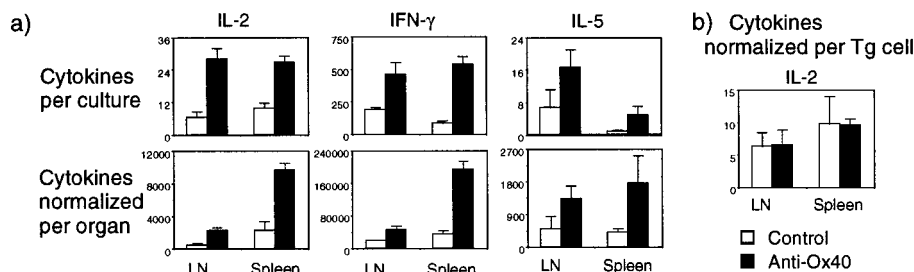 a) IL-2 IFN-γ IL-5 b) Cytokines
normalized per Tg cell
Cytokines
per culture
36
24
12
0
750
500
250
0
24
16
8
0
IL-2
15
10
5
0
LN Spleen
Cytokines
normalized
per organ
12000
8000
4000
0
240000
160000
80000
0
2700
1800
900
0
LN Spleen LN Spleen LN Spleen
Control
Anti-Ox40